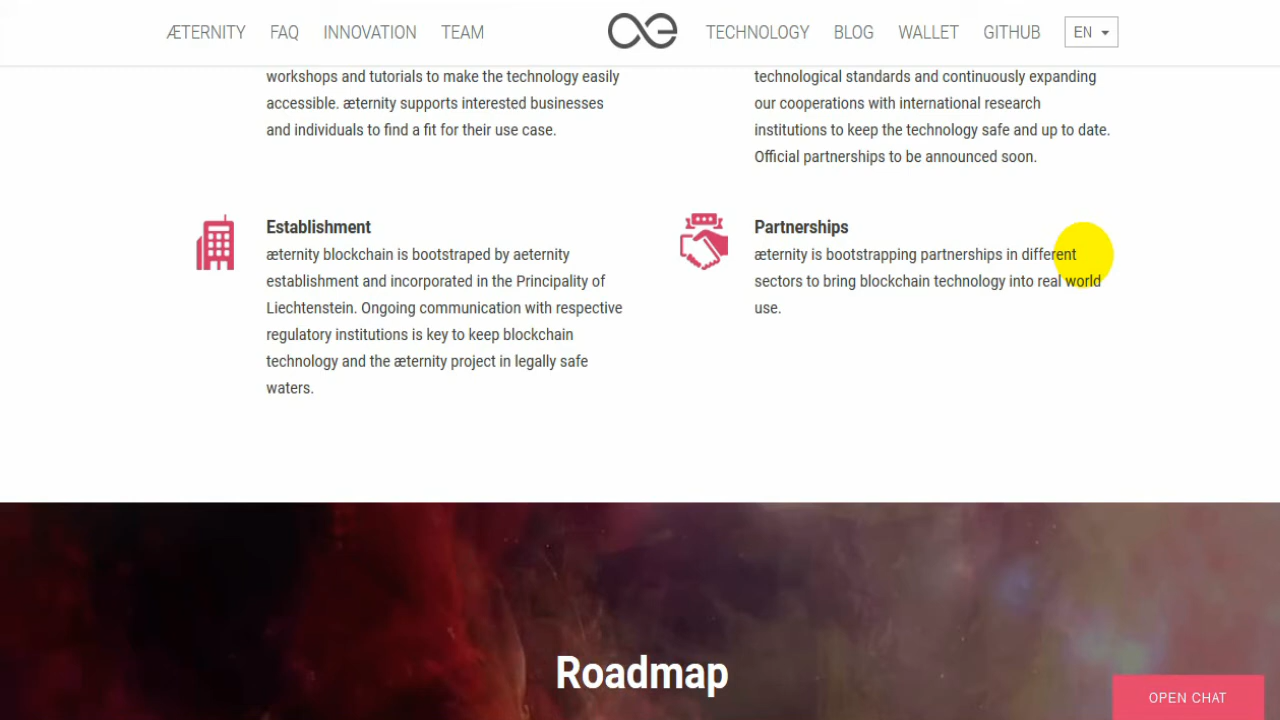 ÆTERNITY FAQ INNOVATION TEAM æ TECHNOLOGY BLOG WALLET GITHUB EN
workshops and tutorials to make the technology easily
accessible. æternity supports interested businesses
and individuals to find a fit for their use case.
technological standards and continuously expanding
our cooperations with international research
institutions to keep the technology safe and up to date.
Official partnerships to be announced soon.
Establishment
æternity blockchain is bootstraped by aeternity
establishment and incorporated in the Principality of
Liechtenstein. Ongoing communication with respective
regulatory institutions is key to keep blockchain
technology and the æternity project in legally safe
waters.
Partnerships
æternity is bootstrapping partnerships in different
sectors to bring blockchain technology into real world
use.
Roadmap
OPEN CHAT